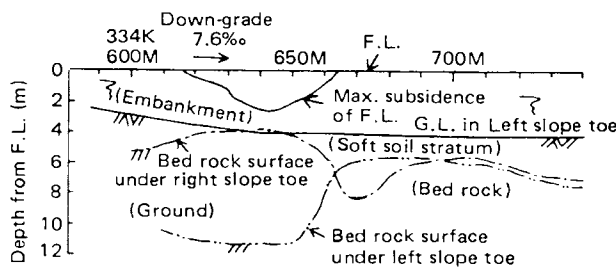 Down-grade
334K 7.6‰ F.L.
600M 650M 700M
0
2
4
6
8
10
12
Depth from F.L. (m)
(Embankment)
Max. subsidence
of F.L.
G.L. in Left slope toe
(Soft soil stratum)
Bed rock surface
under right slope toe
(Bed rock)
(Ground)
Bed rock surface
under left slope toe